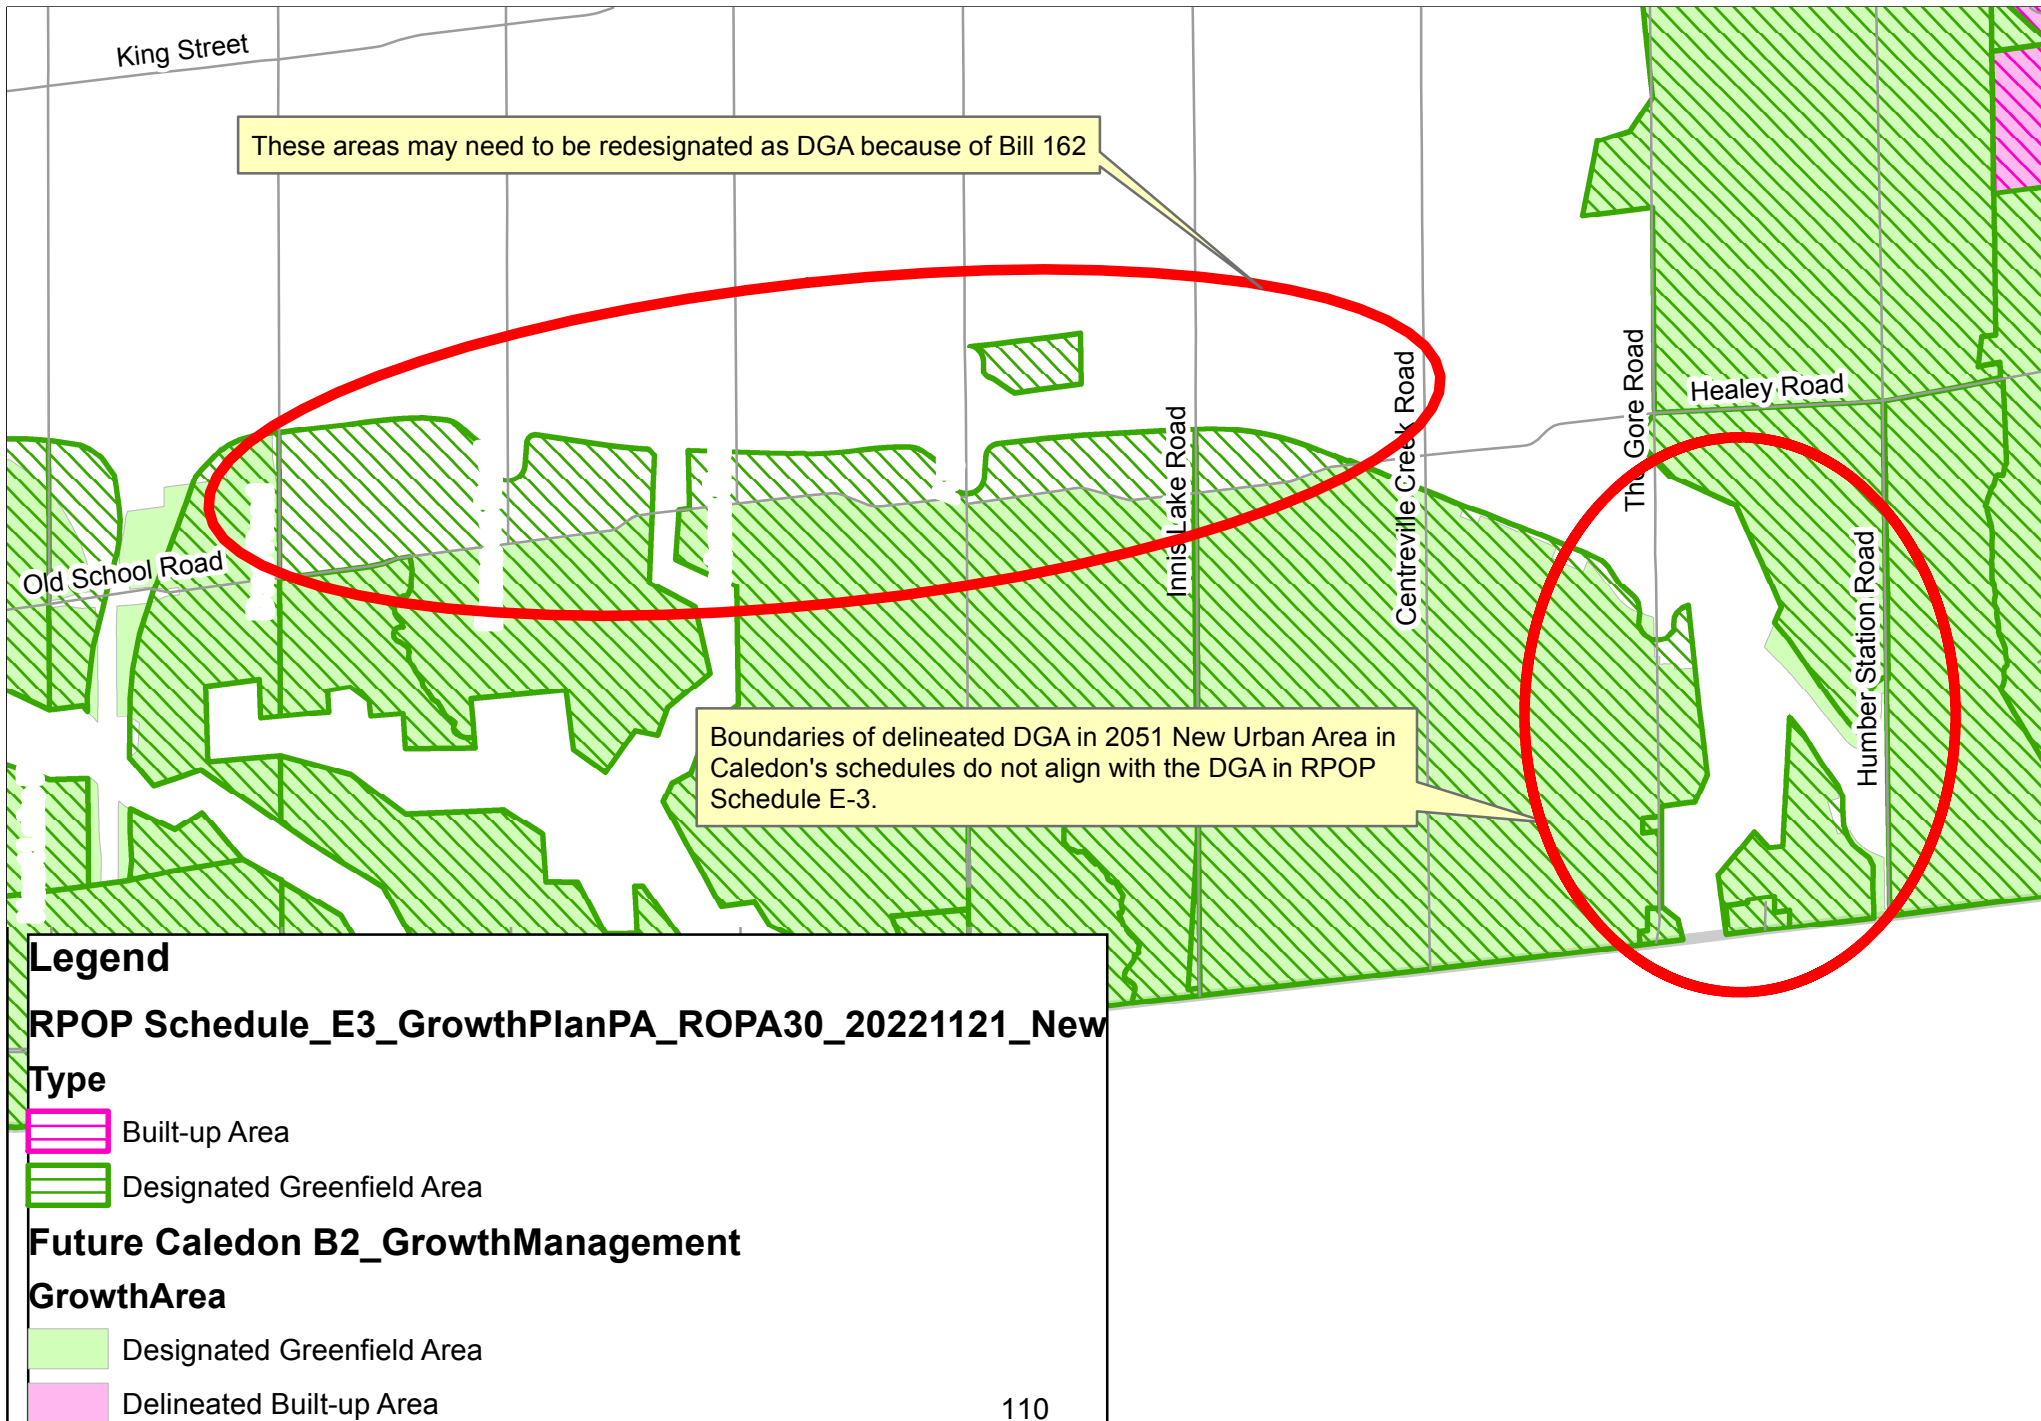 King Street
These areas may need to be redesignated as DGA because of Bill 162
The Gore Road
Healey Road
Innis Lake Road
Centreville Creek Road
Old School Road
Humber Station Road
Boundaries of delineated DGA in 2051 New Urban Area in
Caledon's schedules do not align with the DGA in RPOP
Schedule E-3.
Legend
RPOP Schedule_E3_GrowthPlanPA_ROPA30_20221121_New
Type
Built-up Area
Designated Greenfield Area
Future Caledon B2_GrowthManagement
GrowthArea
Designated Greenfield Area
Delineated Built-up Area
110